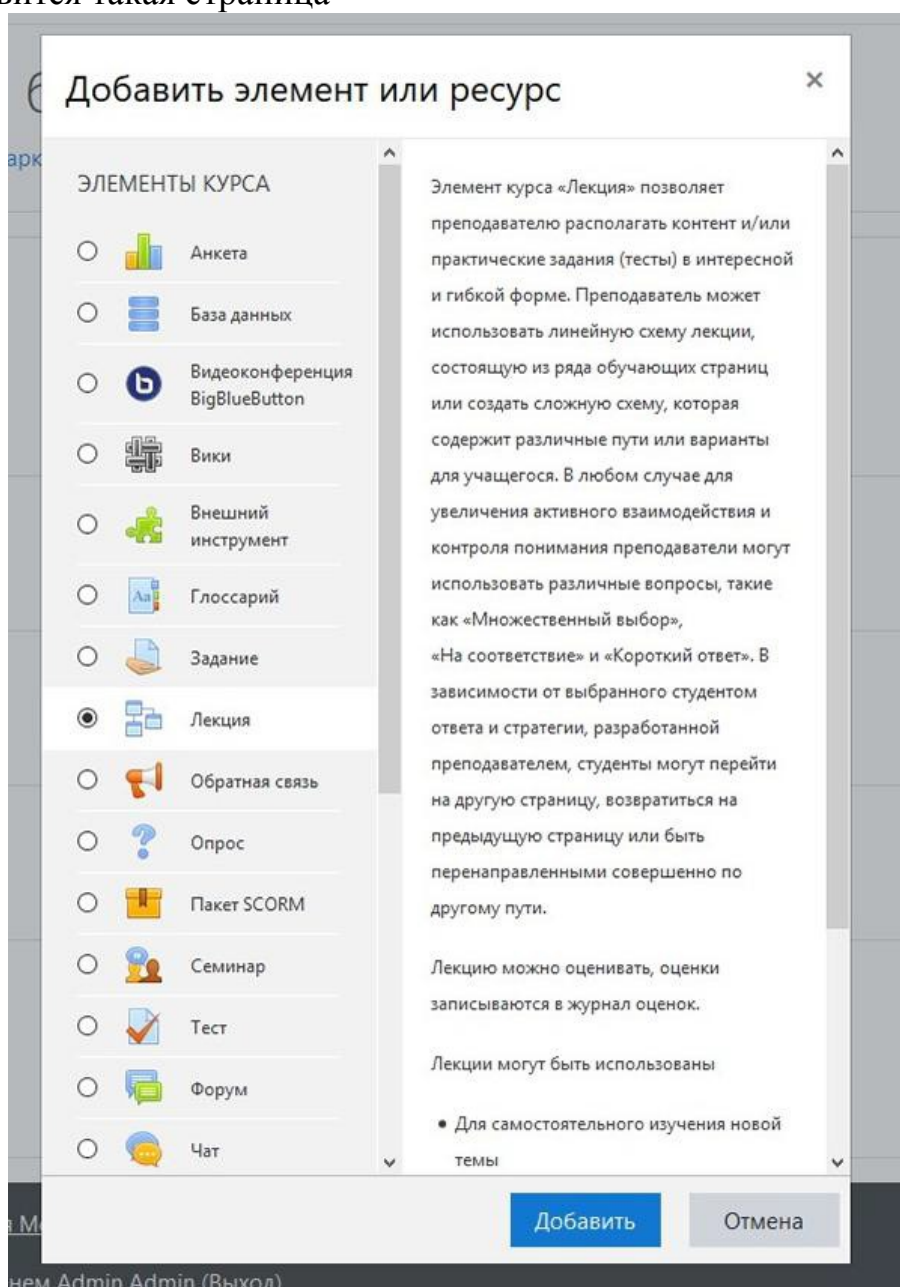 такая страница
Добавить элемент или ресурс
×
ЭЛЕМЕНТЫ КУРСА
Анкета
База данных
Видеоконференция
BigBlueButton
Вики
Внешний
инструмент
Глоссарий
Задание
Лекция
Обратная связь
Опрос
Пакет SCORM
Семинар
Тест
Форум
Чат
Элемент курса «Лекция» позволяет
преподавателю располагать контент и/или
практические задания (тесты) в интересной
и гибкой форме. Преподаватель может
использовать линейную схему лекции,
состоящую из ряда обучающих страниц
или создать сложную схему, которая
содержит различные пути или варианты
для учащегося. В любом случае для
увеличения активного взаимодействия и
контроля понимания преподаватели могут
использовать различные вопросы, такие
как «Множественный выбор»,
«На соответствие» и «Короткий ответ». В
зависимости от выбранного студентом
ответа и стратегии, разработанной
преподавателем, студенты могут перейти
на другую страницу, возвратиться на
предыдущую страницу или быть
перенаправленными совершенно по
другому пути.
Лекцию можно оценивать, оценки
записываются в журнал оценок.
Лекции могут быть использованы
• Для самостоятельного изучения новой
темы
Добавить
Отмена
Admin Admin (Выход)